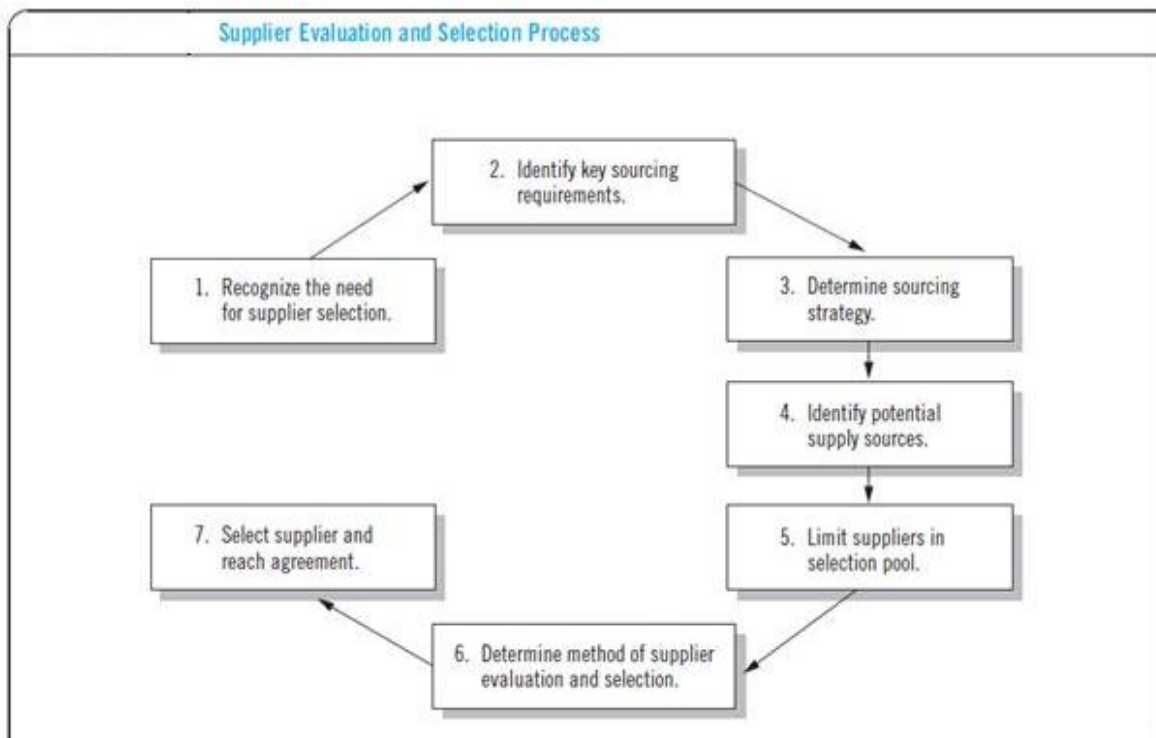 Supplier Evaluation and Selection Process
1. Recognize the need
for supplier selection.
2. Identify key sourcing
requirements.
3. Determine sourcing
strategy.
4. Identify potential
supply sources.
5. Limit suppliers in
selection pool.
6. Determine method of supplier
evaluation and selection.
7. Select supplier and
reach agreement.